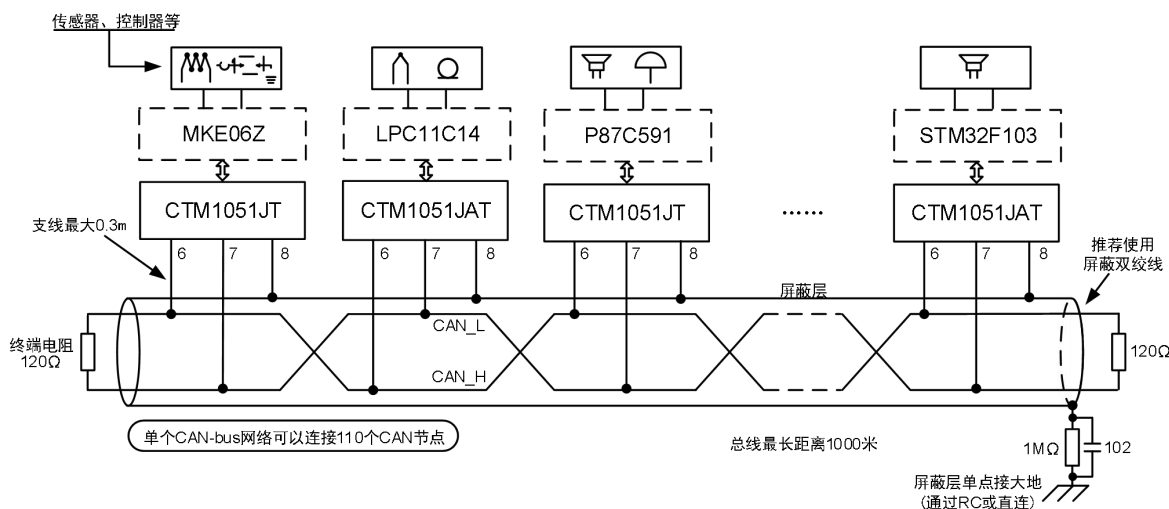 传感器、控制器等
MKE06Z
LPC11C14
P87C591
STM32F103
CTM1051JT
CTM1051JAT
CTM1051JT
……
CTM1051JAT
支线最大0.3m
6 7 8
6 7 8
6 7 8
6 7 8
推荐使用
屏蔽双绞线
屏蔽层
CAN_L
终端电阻
120Ω
120Ω
CAN_H
单个CAN-bus网络可以连接110个CAN节点
总线最长距离1000米
1MΩ
102
屏蔽层单点接大地
(通过RC或直连)